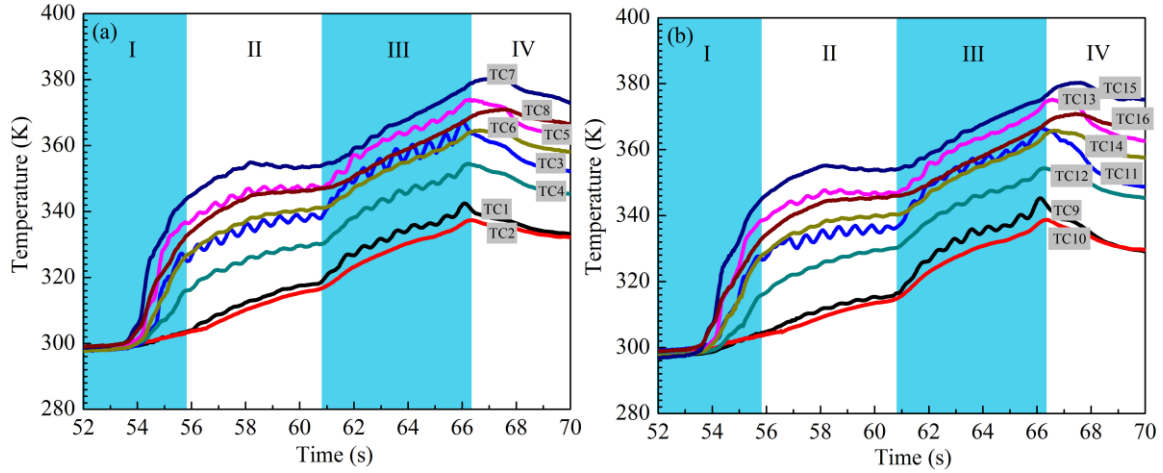 (a)
I
II
III
IV
TC7
TC8
TC6
TC5
TC3
TC4
TC1
TC2
400
380
360
340
320
300
280
Temperature (K)
52 54 56 58 60 62 64 66 68 70
Time (s)
(b)
I
II
III
IV
TC15
TC13
TC16
TC14
TC11
TC12
TC9
TC10
400
380
360
340
320
300
280
Temperature (K)
52 54 56 58 60 62 64 66 68 70
Time (s)